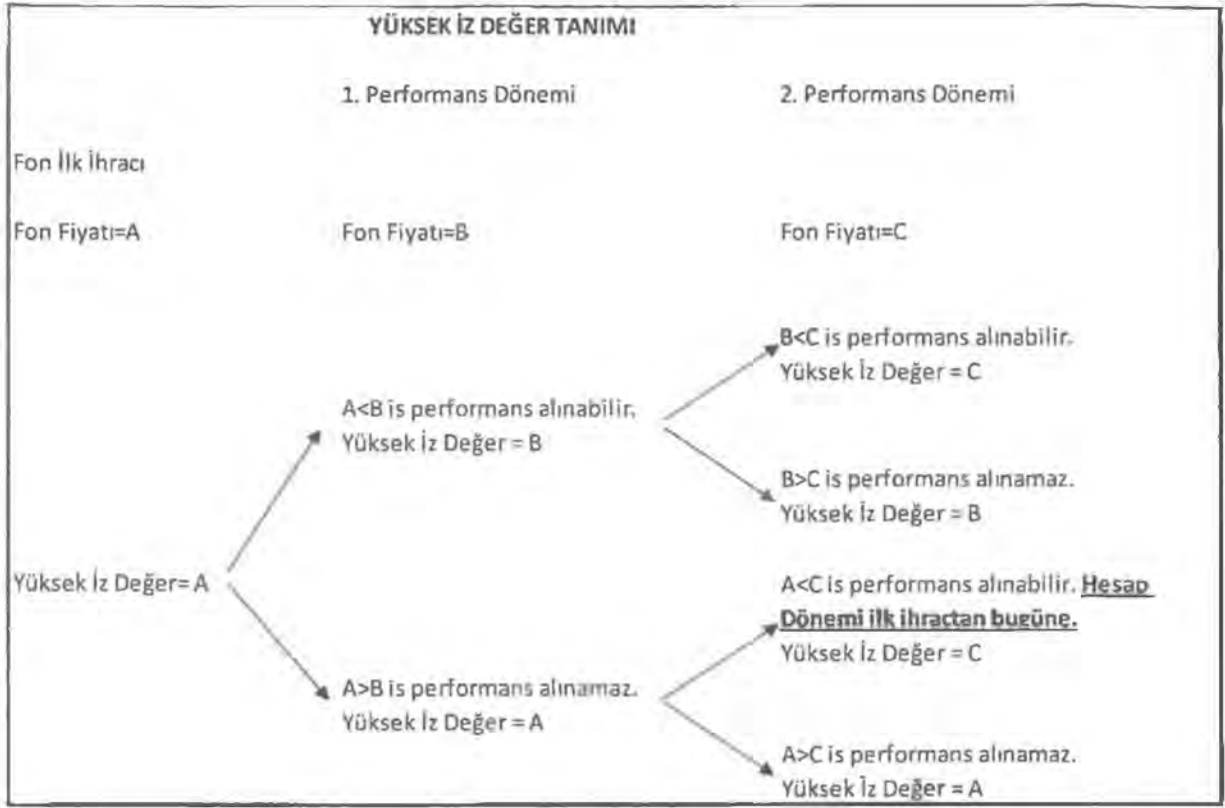 YÜKSEK İZ DEĞER TANIMI
1. Performans Dönemi
2. Performans Dönemi
Fon İlk İhracı
Fon Fiyatı=A
Fon Fiyatı=B
Fon Fiyatı=C
B<C is performans alınabilir.
Yüksek İz Değer = C
A<B is performans alınabilir.
Yüksek İz Değer = B
B>C is performans alınamaz.
Yüksek İz Değer = B
Yüksek İz Değer= A
A<C is performans alınabilir. Hesap
Dönemi ilk ihractan bugüne.
Yüksek İz Değer = C
A>B is performans alınamaz.
Yüksek İz Değer = A
A>C is performans alınamaz.
Yüksek İz Değer = A